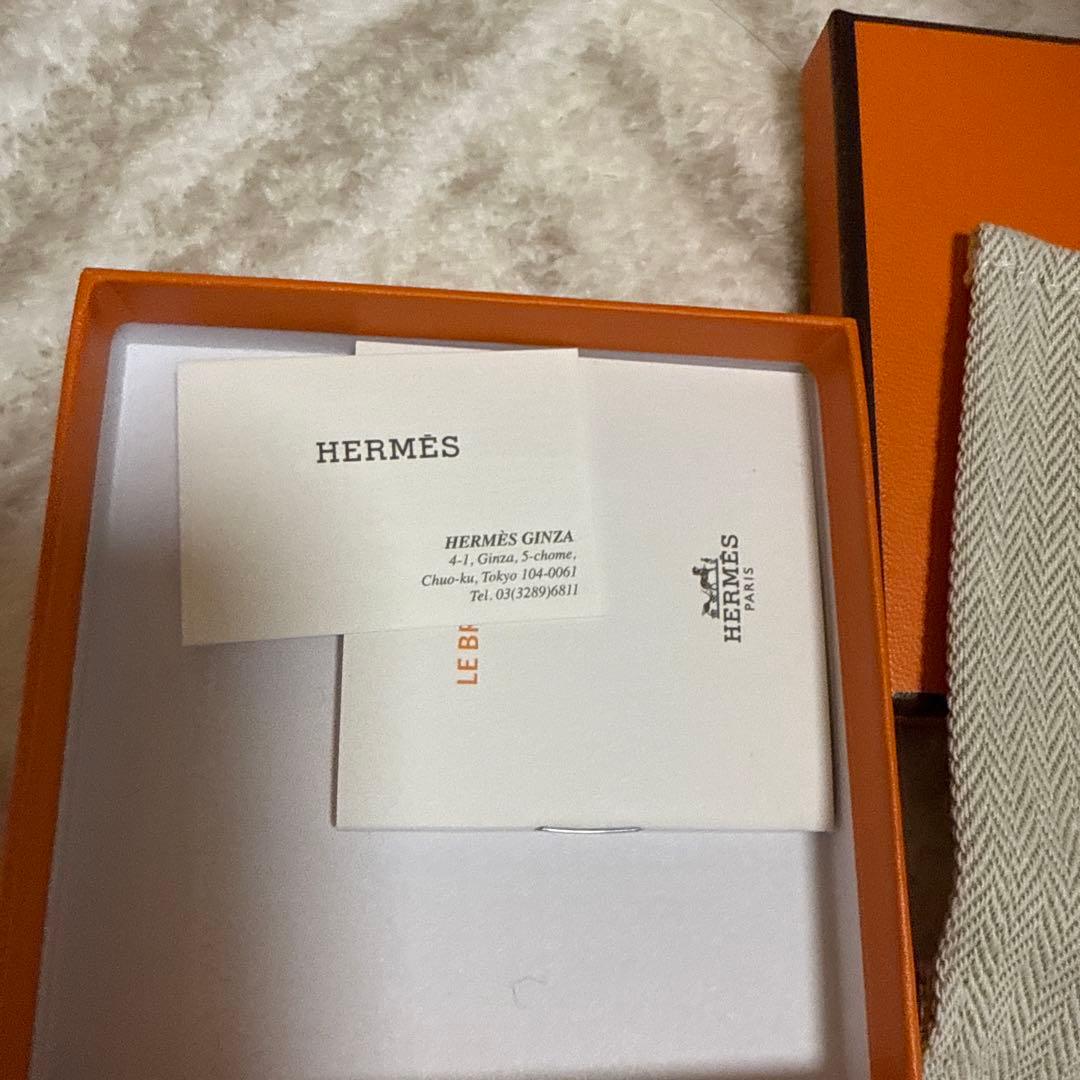 HERMÈS
HERMÈS GINZA
4-1, Ginza, 5-chome,
Chuo-ku, Tokyo 104-0061
Tel. 03(3289)6811
LE
HERMÈS
PARIS